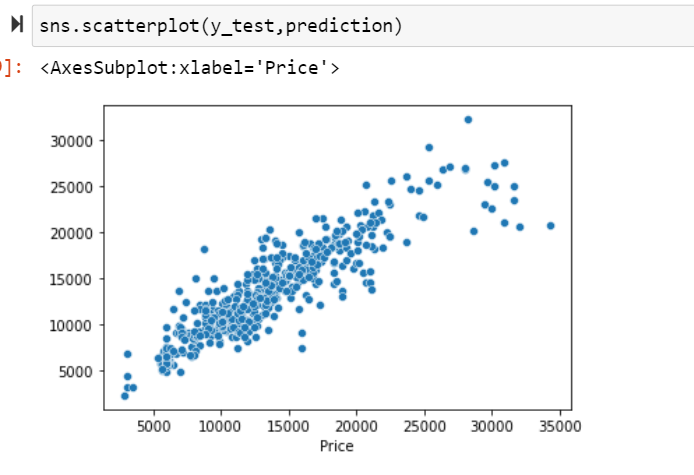 sns.scatterplot(y_test,prediction)
]: <AxesSubplot:xlabel='Price'>
30000
25000
20000
15000
10000
5000
5000 10000 15000 20000 25000 30000 35000
Price